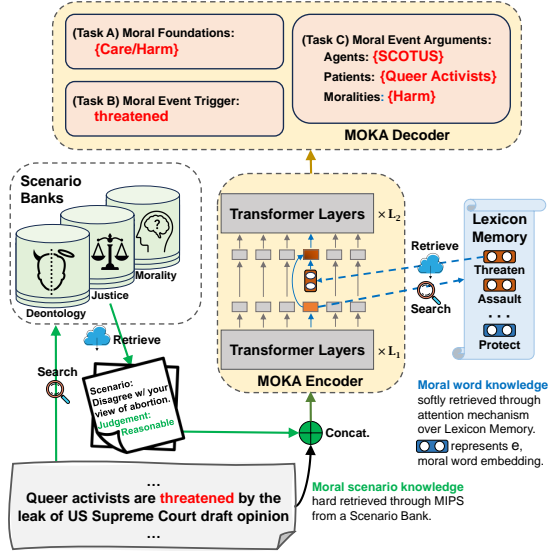 (Task A) Moral Foundations:
{Care/Harm}
(Task B) Moral Event Trigger:
threatened
(Task C) Moral Event Arguments:
Agents: {SCOTUS}
Patients: {Queer Activists}
Moralities: {Harm}
MOKA Decoder
Scenario
Banks
Morality
Justice
Deontology
Retrieve
Search
Scenario:
Disagree w/ your
view of abortion.
Judgement:
Reasonable
Transformer Layers
× L₂
Transformer Layers
× L₁
MOKA Encoder
Retrieve
Search
Lexicon
Memory
Threaten
Assault
...
Protect
Concat.
Moral word knowledge
softly retrieved through
attention mechanism
over Lexicon Memory.
represents e,
moral word embedding.
Moral scenario knowledge
hard retrieved through MIPS
from a Scenario Bank.
...
Queer activists are threatened by the
leak of US Supreme Court draft opinion
...